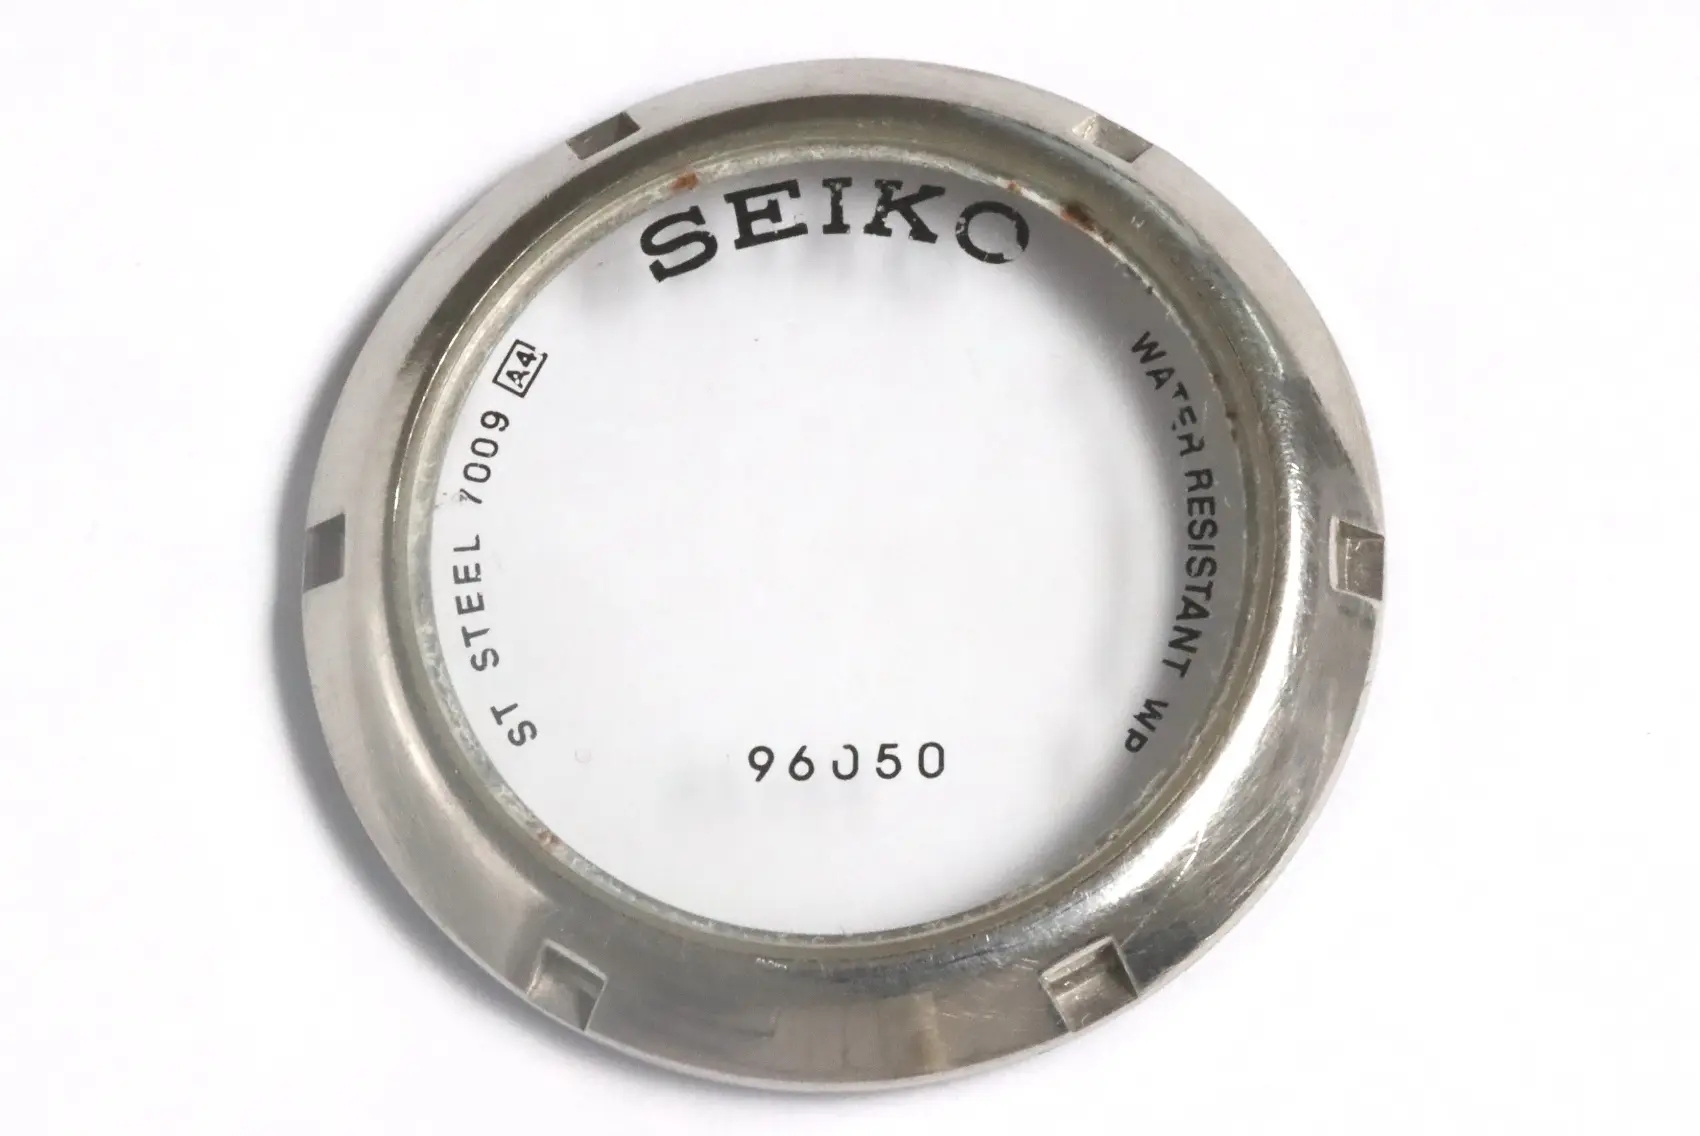 SEIKO
ST STEEL 7009 A4
WATER RESISTANT WP
96050